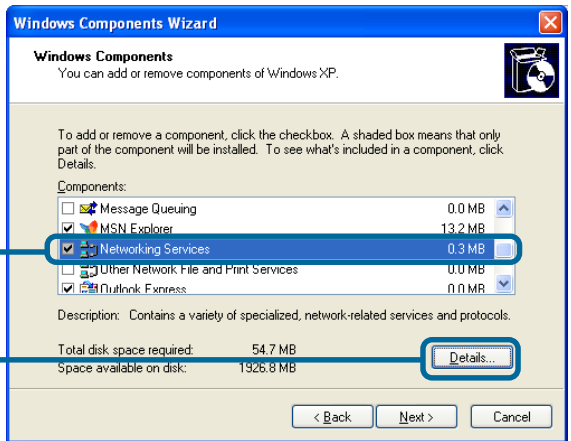 Windows Components Wizard
Windows Components
You can add or remove components of Windows XP.
To add or remove a component, click the checkbox. A shaded box means that only
part of the component will be installed. To see what's included in a component, click
Details.
Components:
Message Queuing 0.0 MB
MSN Explorer 13.2 MB
Networking Services 0.3 MB
Other Network File and Print Services 0.0 MB
Outlook Express 0.0 MB
Description: Contains a variety of specialized, network-related services and protocols.
Total disk space required: 54.7 MB
Space available on disk: 1926.8 MB
Details...
< Back Next > Cancel